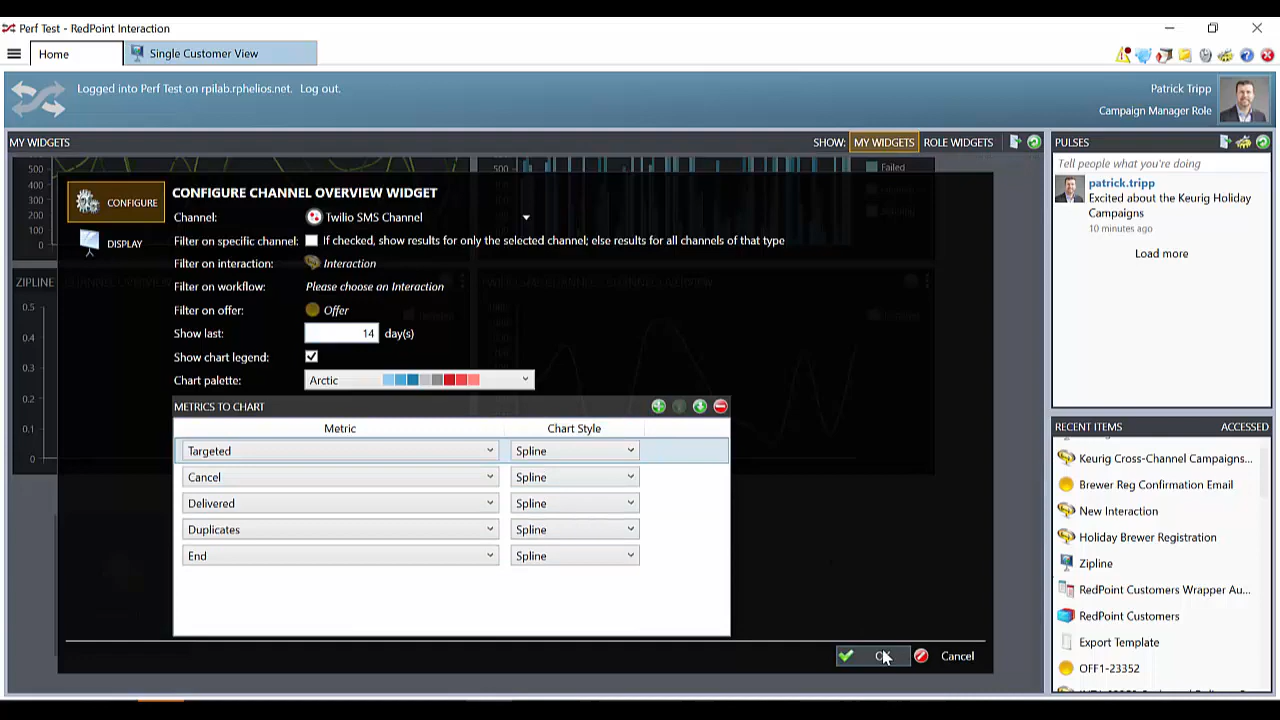 Perf Test - RedPoint Interaction
Home
Single Customer View
Logged into Perf Test on rpilab.rphelios.net. Log out.
Patrick Tripp
Campaign Manager Role
MY WIDGETS
SHOW: MY WIDGETS ROLE WIDGETS
PULSES
Tell people what you're doing
patrick.tripp
Excited about the Keurig Holiday
Campaigns
10 minutes ago
Load more
500
400
300
200
100
0
500
Failed
ZIPLINE
0.5
0.4
0.3
0.2
0.1
0
CONFIGURE
DISPLAY
CONFIGURE CHANNEL OVERVIEW WIDGET
Channel: Twilio SMS Channel
Filter on specific channel: If checked, show results for only the selected channel; else results for all channels of that type
Filter on interaction: Interaction
Filter on workflow: Please choose an Interaction
Filter on offer: Offer
Show last: 14 day(s)
Show chart legend:
Chart palette: Arctic
METRICS TO CHART
Metric Chart Style
Targeted Spline
Cancel Spline
Delivered Spline
Duplicates Spline
End Spline
Cancel
RECENT ITEMS ACCESSED
Keurig Cross-Channel Campaigns...
Brewer Reg Confirmation Email
New Interaction
Holiday Brewer Registration
Zipline
RedPoint Customers Wrapper Au...
RedPoint Customers
Export Template
OFF1-23352